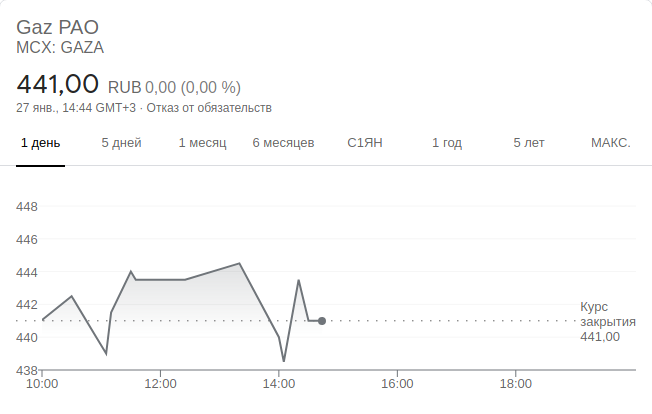 Gaz PAO
MCX: GAZA
441,00 RUB 0,00 (0,00 %)
27 янв., 14:44 GMT+3 · Отказ от обязательств
1 день 5 дней 1 месяц 6 месяцев С1ЯН 1 год 5 лет МАКС.
448
446
444
442
440
438
Курс
закрытия
441,00
10:00 12:00 14:00 16:00 18:00